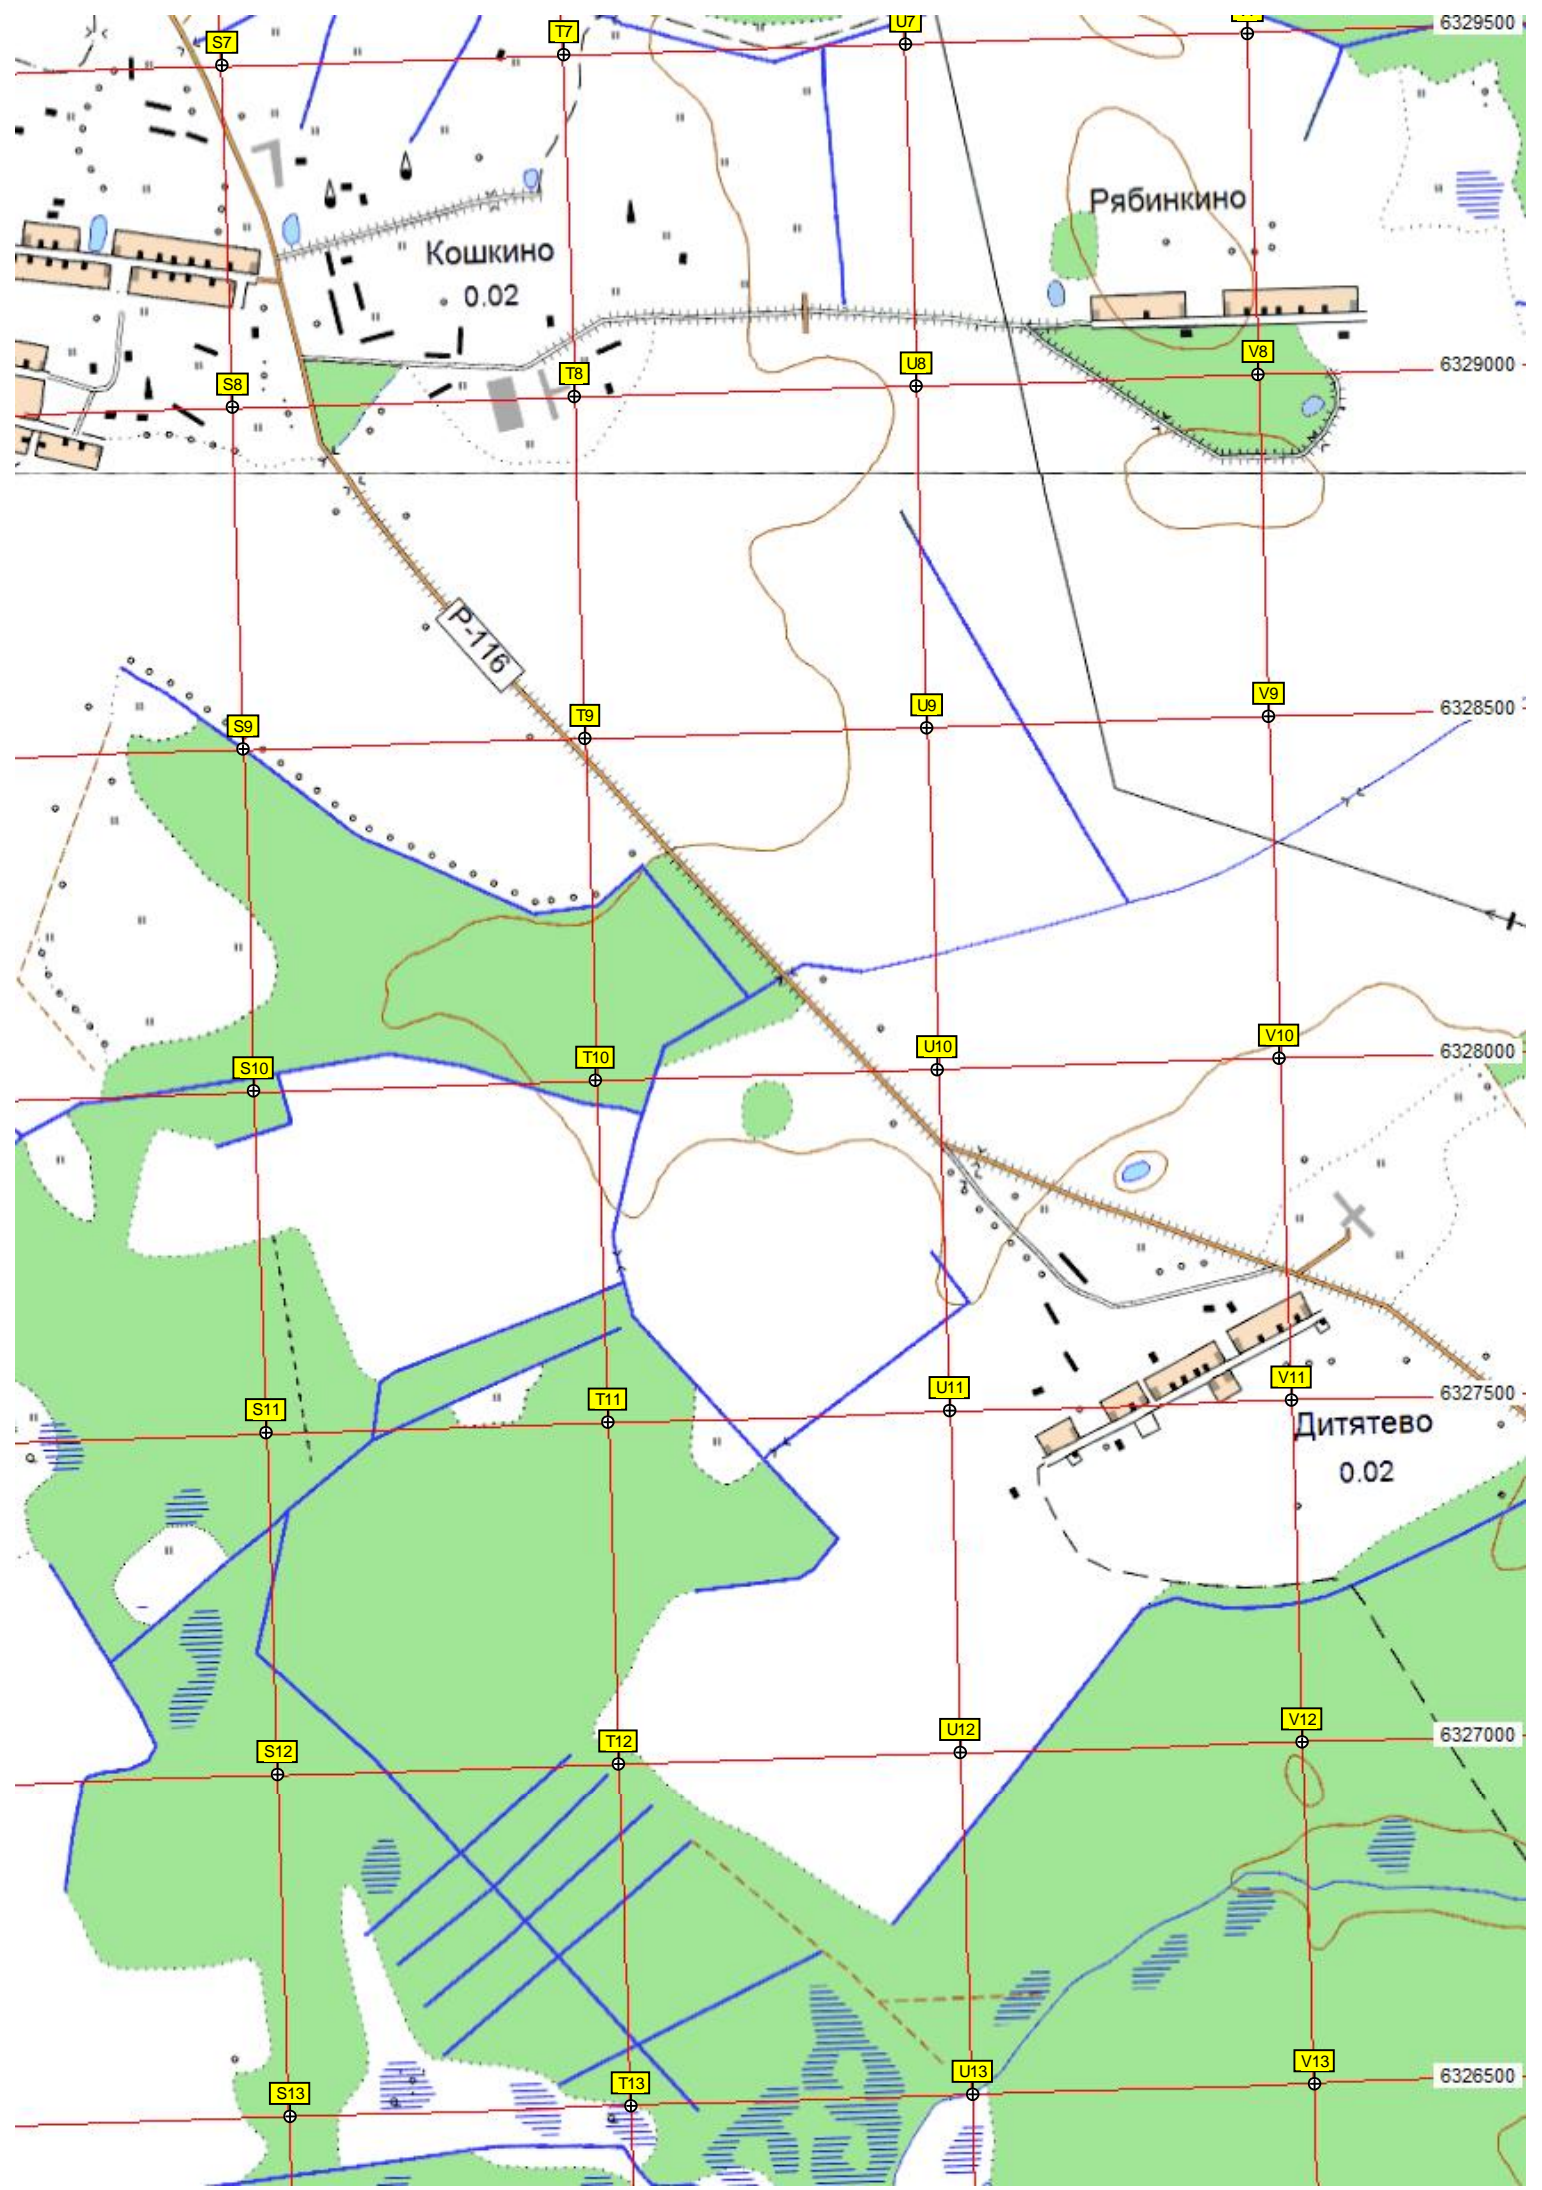 S7
T7
U7
6329500
Рябинкино
Кошкино
0.02
S8
T8
U8
V8
6329000
Р-116
S9
T9
U9
V9
6328500
S10
T10
U10
V10
6328000
S11
T11
U11
V11
6327500
Дитятево
0.02
S12
T12
U12
V12
6327000
S13
T13
U13
V13
6326500